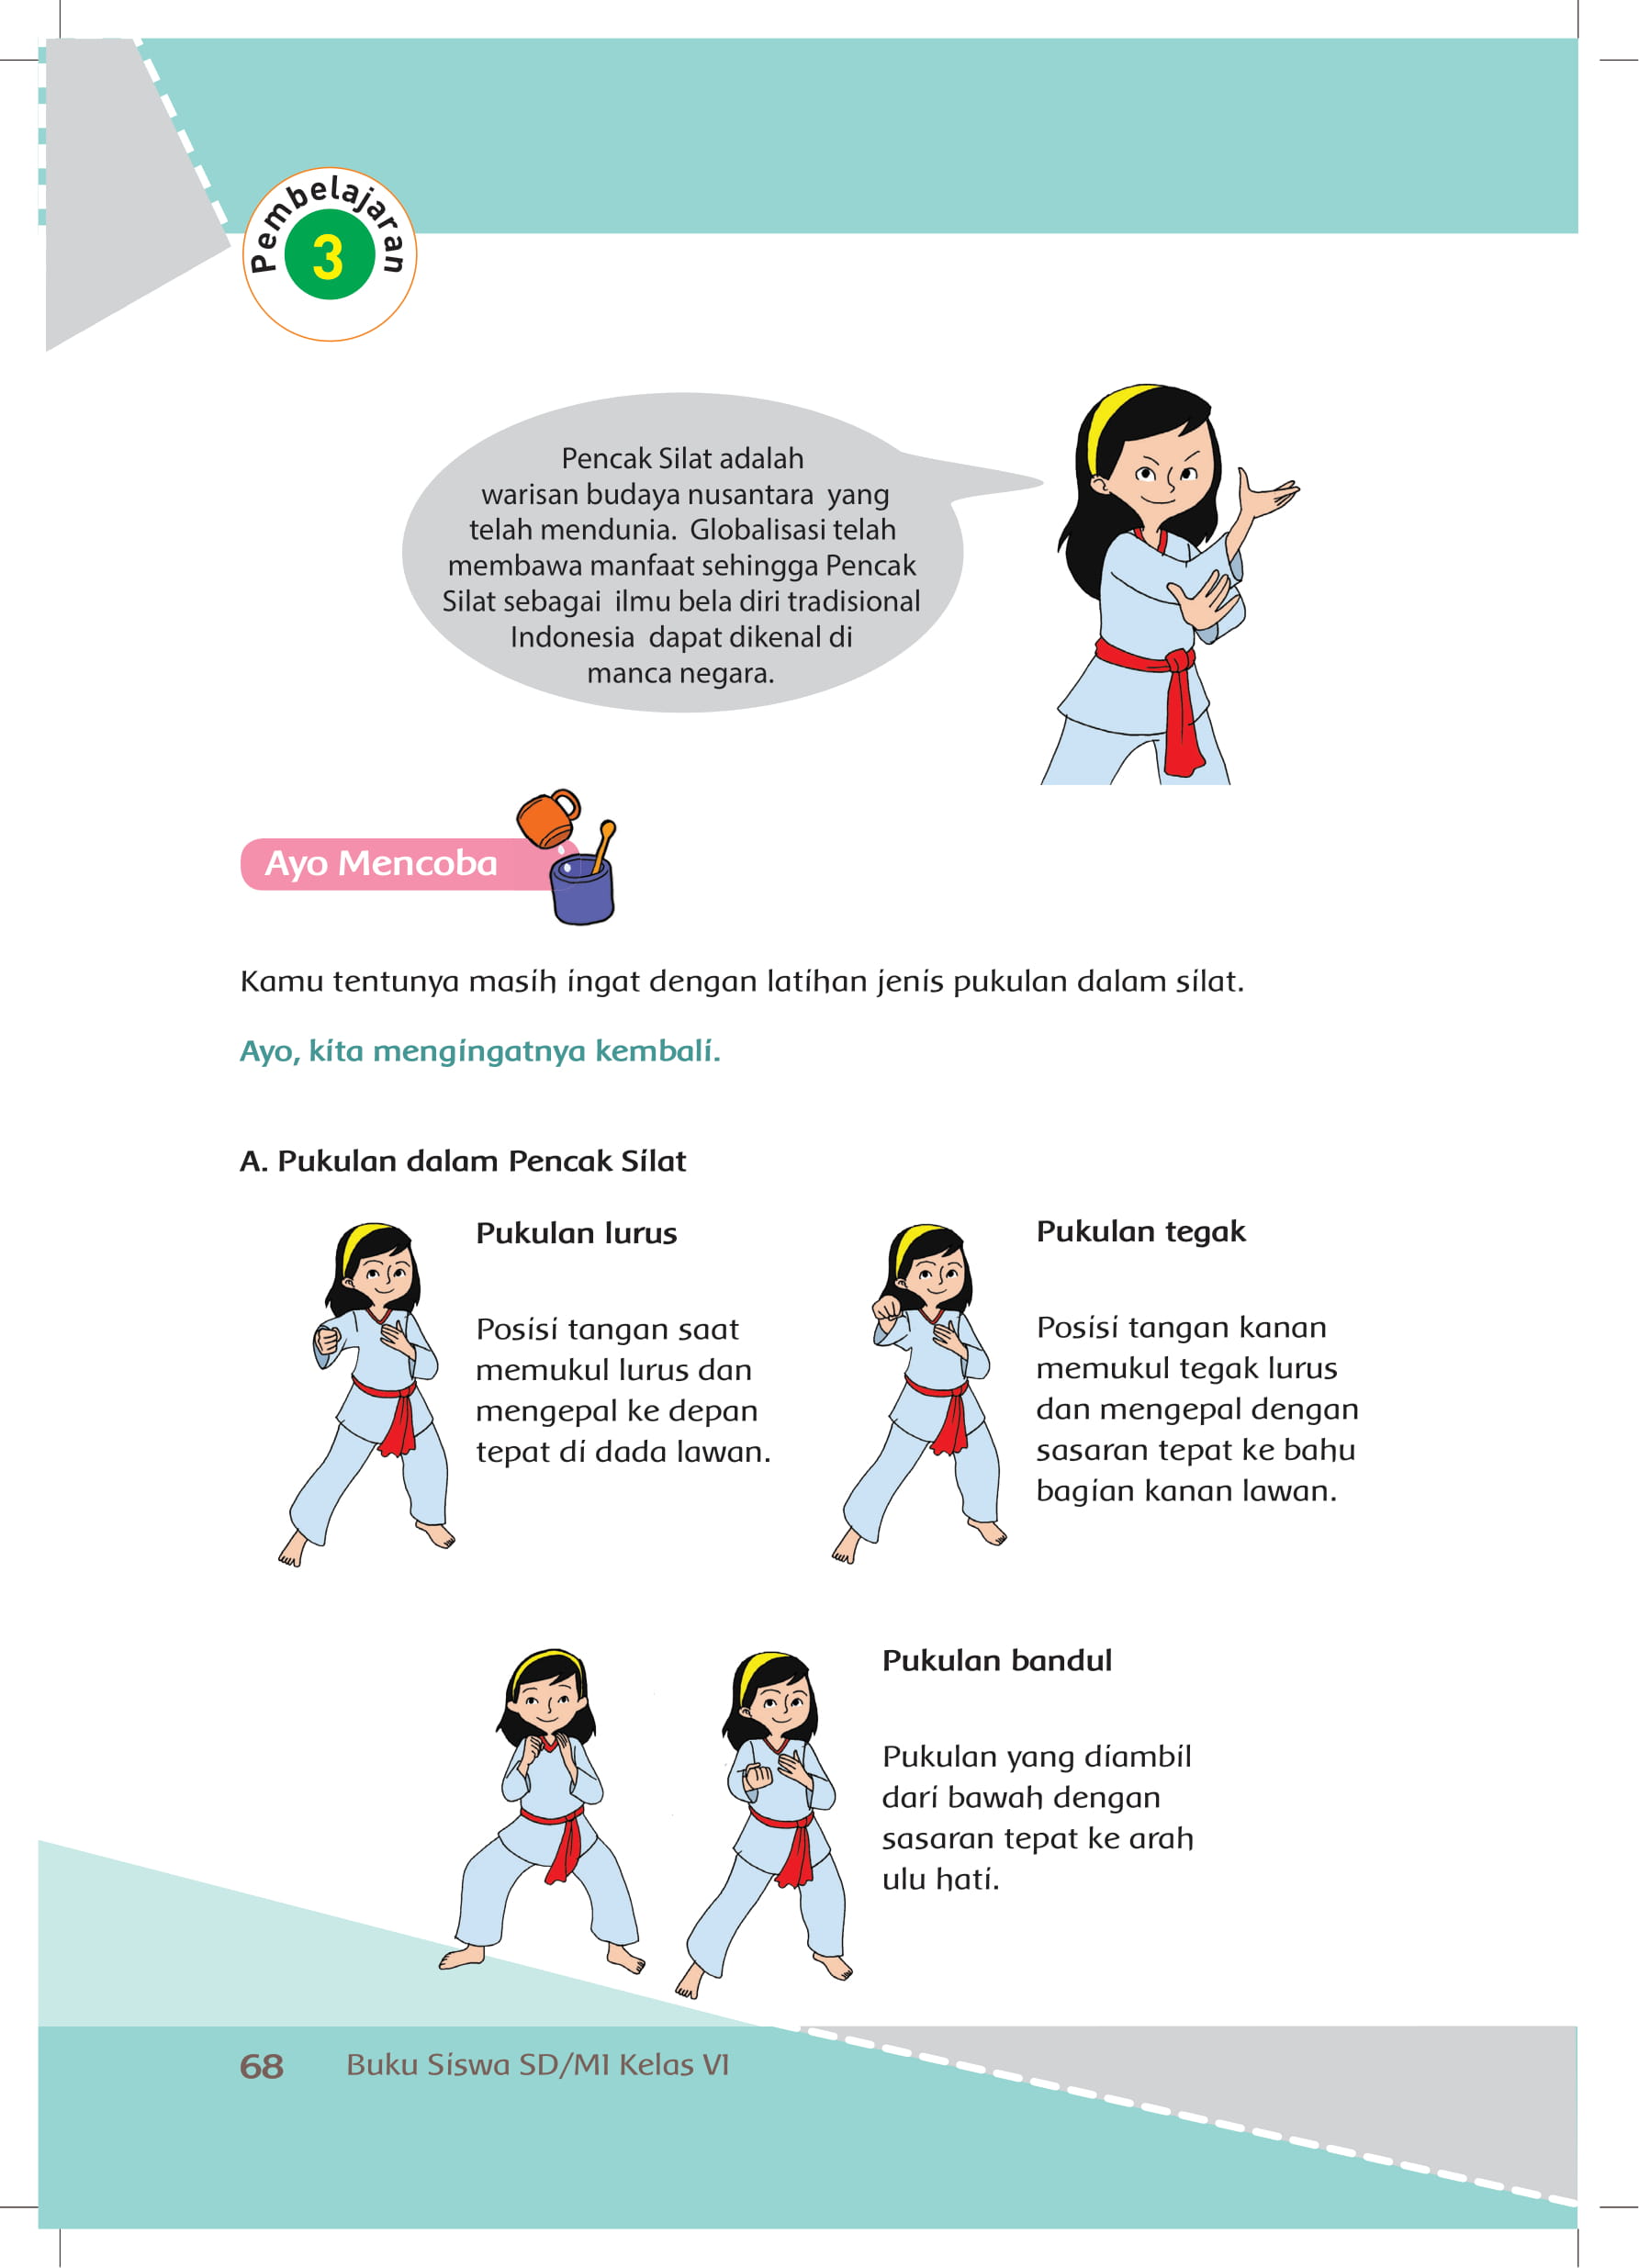 Pembelajaran
3
Pencak Silat adalah
warisan budaya nusantara yang
telah mendunia. Globalisasi telah
membawa manfaat sehingga Pencak
Silat sebagai ilmu bela diri tradisional
Indonesia dapat dikenal di
manca negara.
Ayo Mencoba
Kamu tentunya masih ingat dengan latihan jenis pukulan dalam silat.
Ayo, kita mengingatnya kembali.
A. Pukulan dalam Pencak Silat
Pukulan lurus
Posisi tangan saat
memukul lurus dan
mengepal ke depan
tepat di dada lawan.
Pukulan tegak
Posisi tangan kanan
memukul tegak lurus
dan mengepal dengan
sasaran tepat ke bahu
bagian kanan lawan.
Pukulan bandul
Pukulan yang diambil
dari bawah dengan
sasaran tepat ke arah
ulu hati.
68 Buku Siswa SD/MI Kelas VI